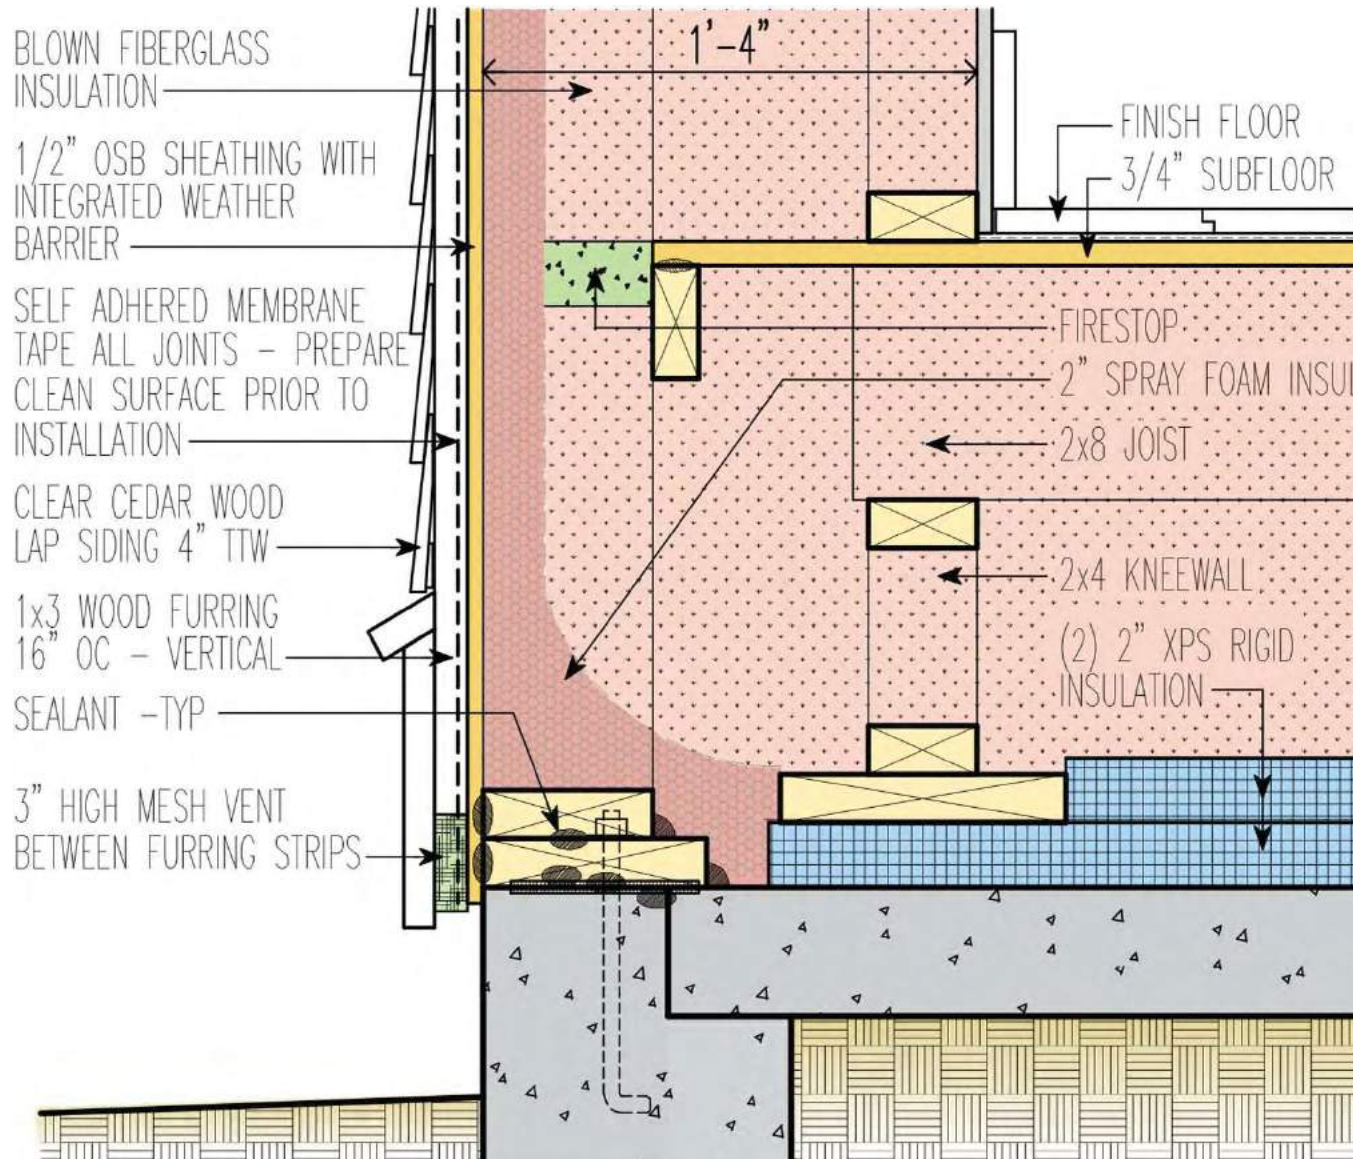 BLOWN FIBERGLASS
INSULATION
1/2" OSB SHEATHING WITH
INTEGRATED WEATHER
BARRIER
SELF ADHERED MEMBRANE
TAPE ALL JOINTS – PREPARE
CLEAN SURFACE PRIOR TO
INSTALLATION
CLEAR CEDAR WOOD
LAP SIDING 4" TTW
1x3 WOOD FURRING
16" OC – VERTICAL
SEALANT –TYP
3" HIGH MESH VENT
BETWEEN FURRING STRIPS
1'-4"
FINISH FLOOR
3/4" SUBFLOOR
FIRESTOP
2" SPRAY FOAM INSUL
2x8 JOIST
2x4 KNEEWALL
(2) 2" XPS RIGID
INSULATION